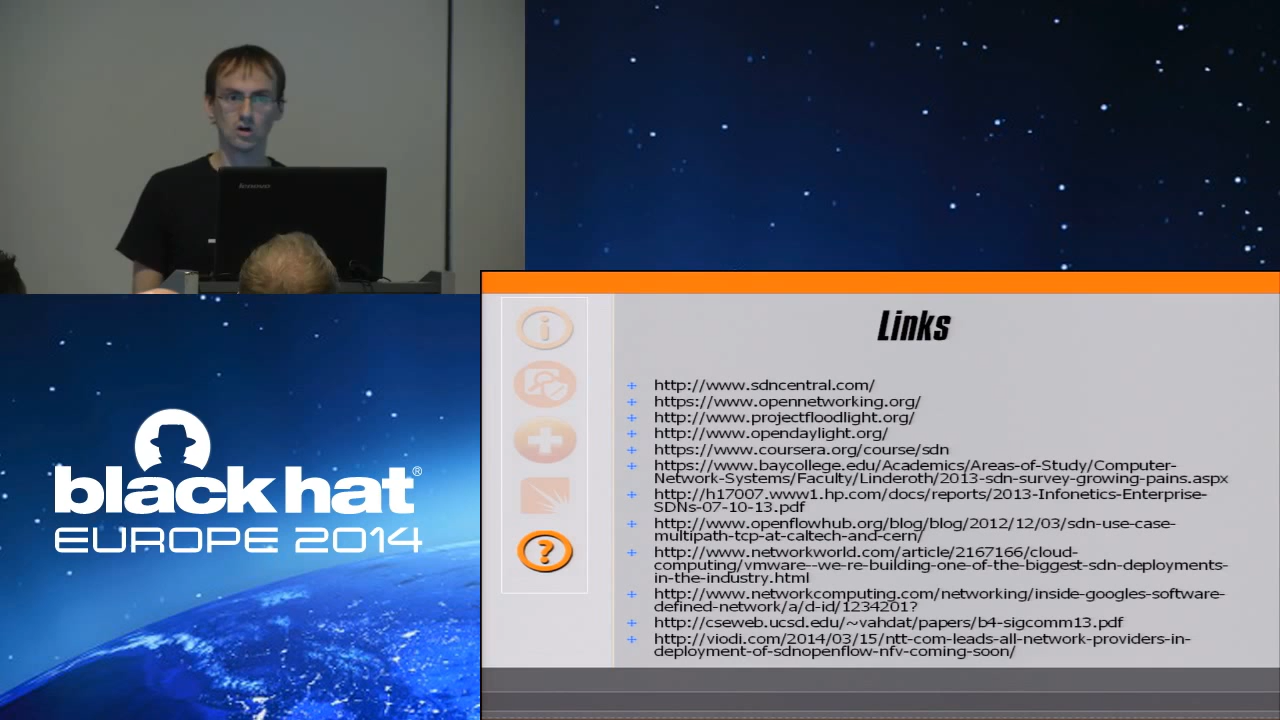 lenovo
Links
http://www.sdncentral.com/
https://www.opennetworking.org/
http://www.projectfloodlight.org/
http://www.opendaylight.org/
https://www.coursera.org/course/sdn
https://www.baycollege.edu/Academics/Areas-of-Study/Computer-
Network-Systems/Faculty/Linderoth/2013-sdn-survey-growing-pains.aspx
http://h17007.www1.hp.com/docs/reports/2013-Infonetics-Enterprise-
SDNs-07-10-13.pdf
http://www.openflowhub.org/blog/blog/2012/12/03/sdn-use-case-
multipath-tcp-at-caltech-and-cern/
http://www.networkworld.com/article/2167166/cloud-
computing/vmware--we-re-building-one-of-the-biggest-sdn-deployments-
in-the-industry.html
http://www.networkcomputing.com/networking/inside-googles-software-
defined-network/a/d-id/1234201?
http://cseweb.ucsd.edu/~vahdat/papers/b4-sigcomm13.pdf
http://viodi.com/2014/03/15/ntt-com-leads-all-network-providers-in-
deployment-of-sdnopenflow-nfv-coming-soon/
black hat®
EUROPE 2014